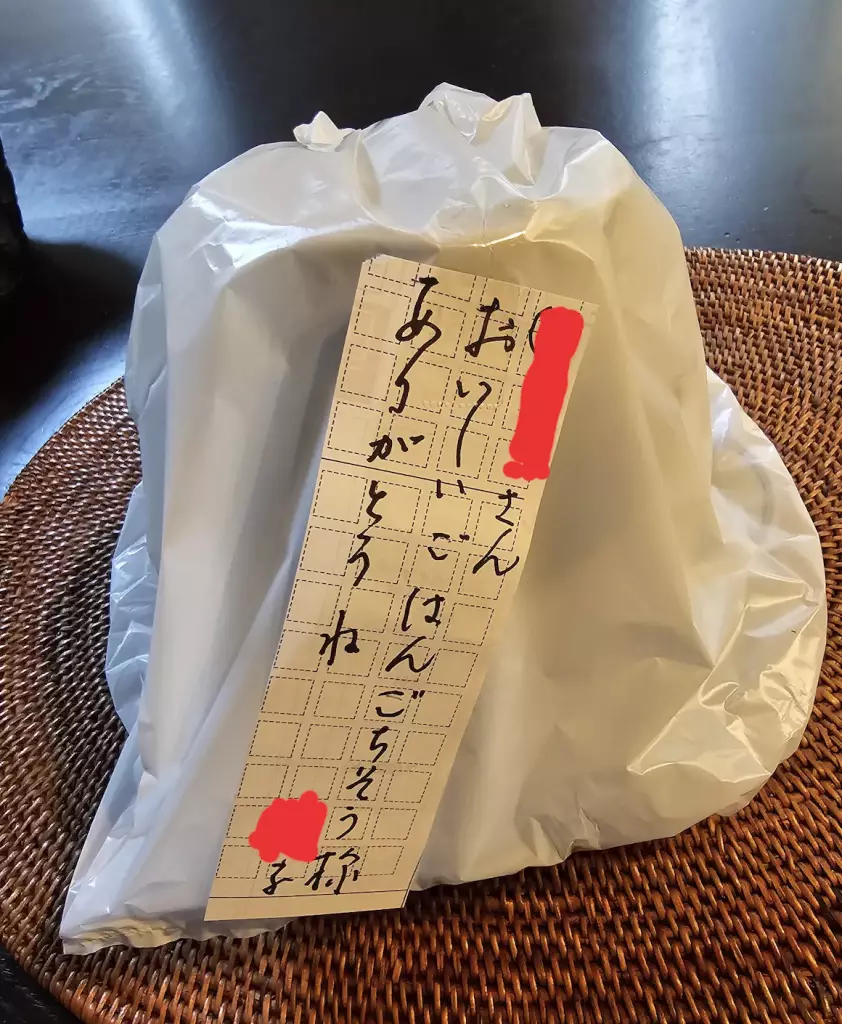 さん
おいしいごはんごちそう様
ありがとうね
子